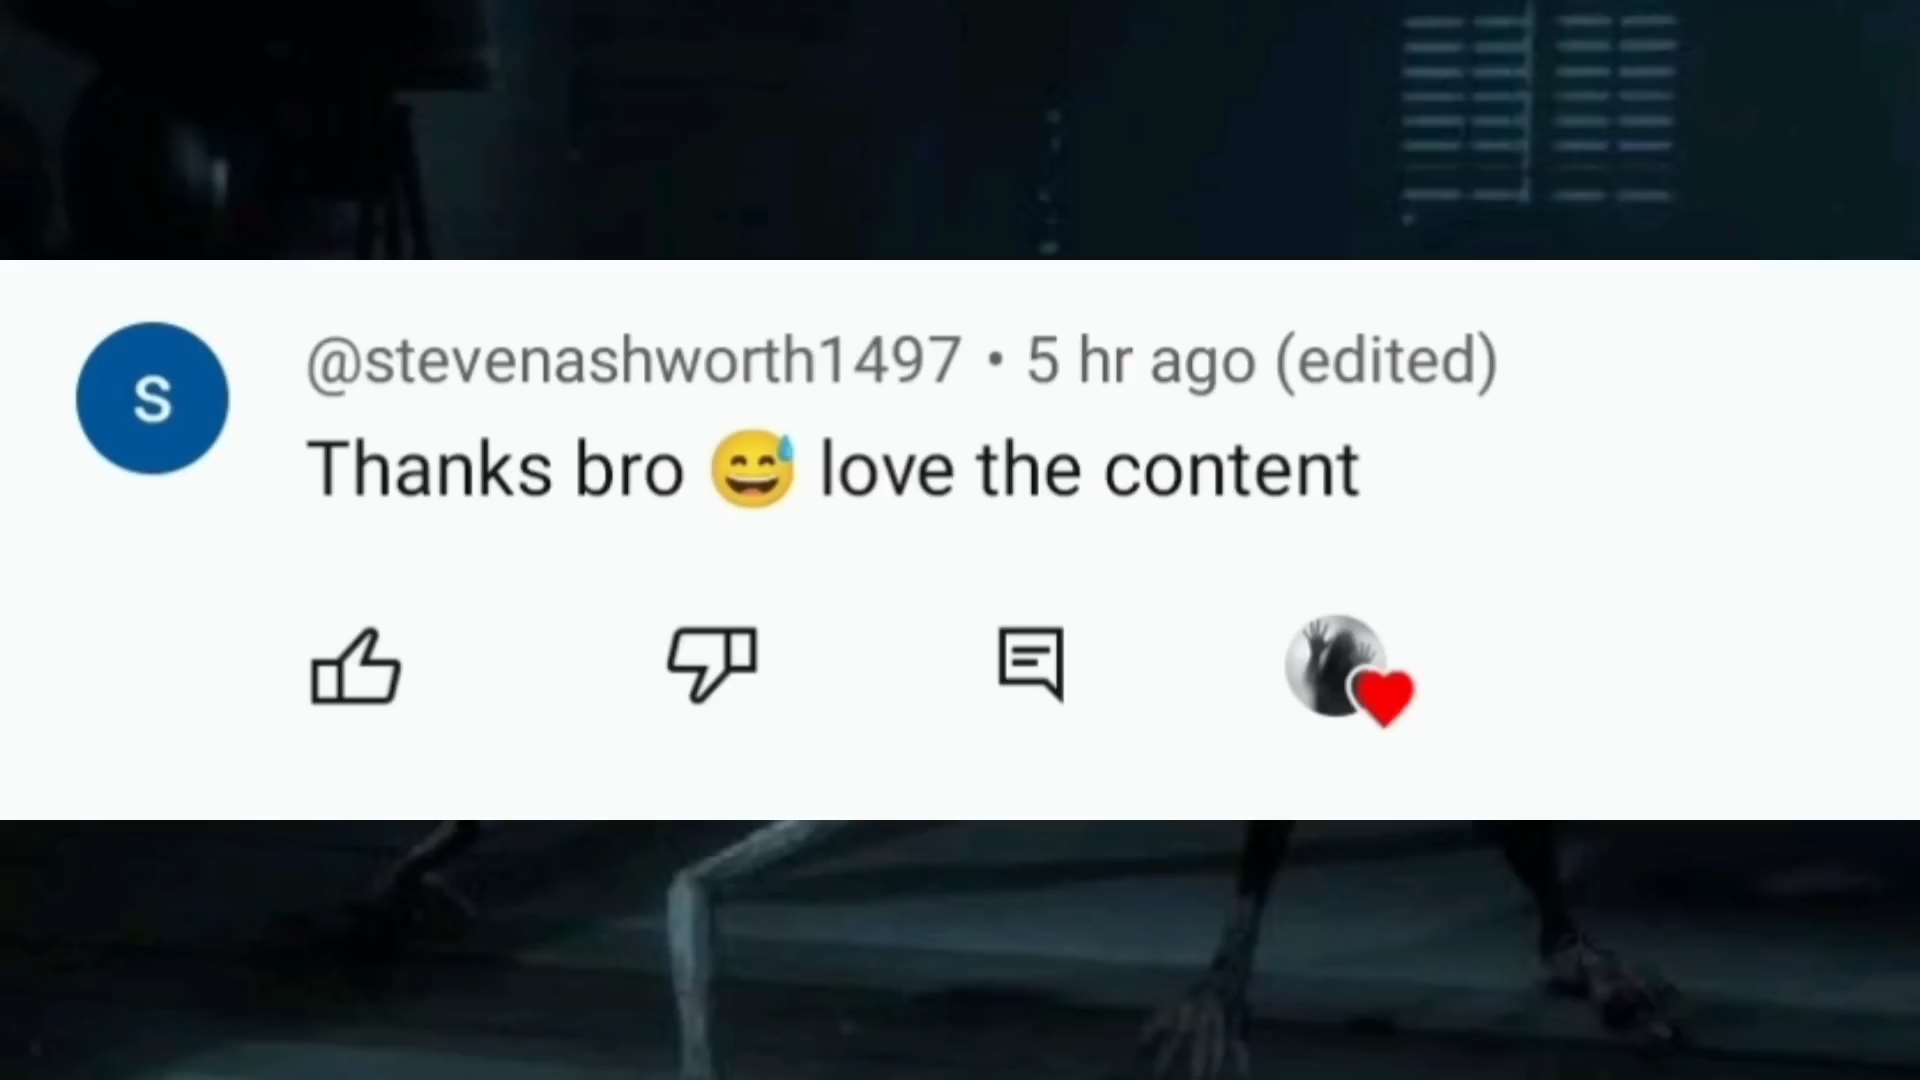 S
@stevenashworth1497 • 5 hr ago (edited)
Thanks bro 😅 love the content